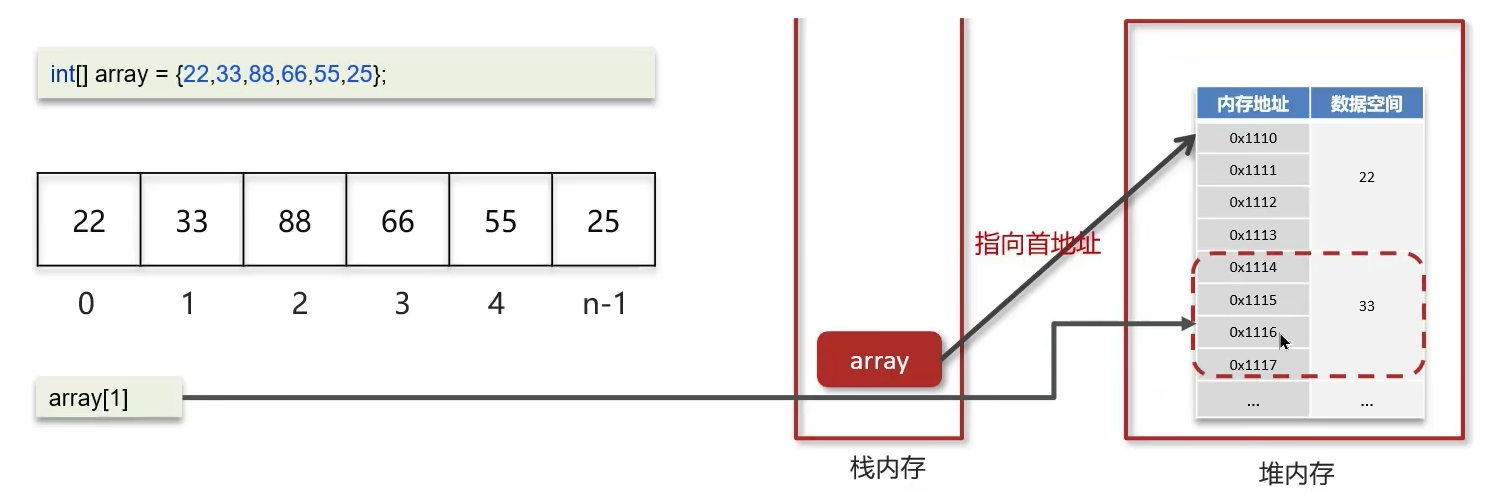 int[] array = {22,33,88,66,55,25};
22 33 88 66 55 25
0 1 2 3 4 n-1
array[1]
array
指向首地址
栈内存
内存地址 数据空间
0x1110
0x1111
22
0x1112
0x1113
0x1114
0x1115
33
0x1116
0x1117
... ...
堆内存